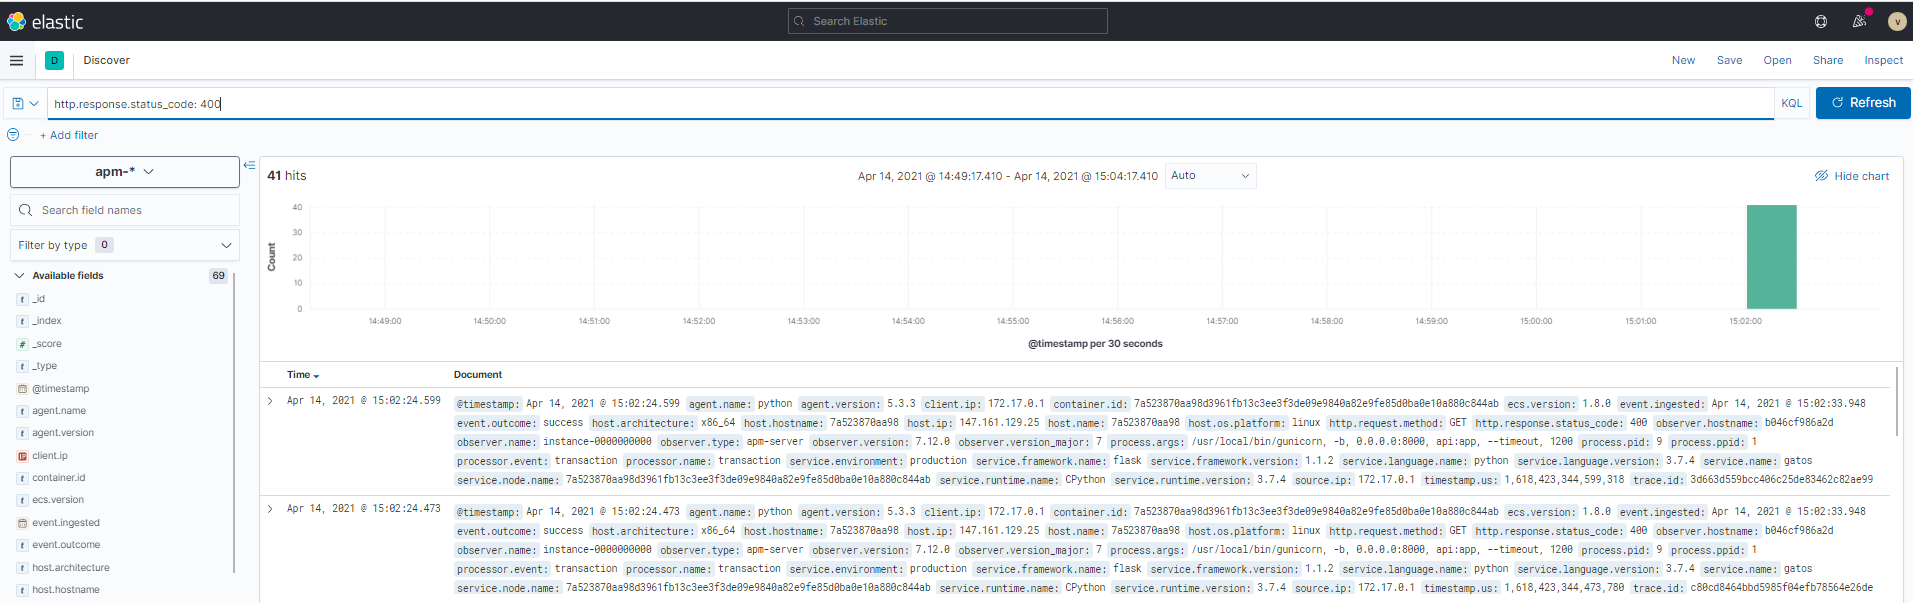 elastic
Search Elastic
v
D
Discover
New Save Open Share Inspect
http.response.status_code: 400
KQL
Refresh
+ Add filter
apm-*
41 hits
Apr 14, 2021 @ 14:49:17.410 - Apr 14, 2021 @ 15:04:17.410
Auto
Hide chart
Search field names
Filter by type 0
Available fields 69
t _id
t _index
# _score
t _type
@timestamp
t agent.name
t agent.version
IP client.ip
t container.id
t ecs.version
event.ingested
t event.outcome
t host.architecture
t host.hostname
Count
40
30
20
10
0
14:49:00 14:50:00 14:51:00 14:52:00 14:53:00 14:54:00 14:55:00 14:56:00 14:57:00 14:58:00 14:59:00 15:00:00 15:01:00 15:02:00
@timestamp per 30 seconds
Time Document
Apr 14, 2021 @ 15:02:24.599
@timestamp: Apr 14, 2021 @ 15:02:24.599 agent.name: python agent.version: 5.3.3 client.ip: 172.17.0.1 container.id: 7a523870aa98d3961fb13c3ee3f3de09e9840a82e9fe85d0ba0e10a880c844ab ecs.version: 1.8.0 event.ingested: Apr 14, 2021 @ 15:02:33.948
event.outcome: success host.architecture: x86_64 host.hostname: 7a523870aa98 host.ip: 147.161.129.25 host.name: 7a523870aa98 host.os.platform: linux http.request.method: GET http.response.status_code: 400 observer.hostname: b046cf986a2d
observer.name: instance-0000000000 observer.type: apm-server observer.version: 7.12.0 observer.version_major: 7 process.args: /usr/local/bin/gunicorn, -b, 0.0.0.0:8000, api:app, --timeout, 1200 process.pid: 9 process.ppid: 1
processor.event: transaction processor.name: transaction service.environment: production service.framework.name: flask service.framework.version: 1.1.2 service.language.name: python service.language.version: 3.7.4 service.name: gatos
service.node.name: 7a523870aa98d3961fb13c3ee3f3de09e9840a82e9fe85d0ba0e10a880c844ab service.runtime.name: CPython service.runtime.version: 3.7.4 source.ip: 172.17.0.1 timestamp.us: 1,618,423,344,599,318 trace.id: 3d663d559bcc406c25de83462c82ae99
Apr 14, 2021 @ 15:02:24.473
@timestamp: Apr 14, 2021 @ 15:02:24.473 agent.name: python agent.version: 5.3.3 client.ip: 172.17.0.1 container.id: 7a523870aa98d3961fb13c3ee3f3de09e9840a82e9fe85d0ba0e10a880c844ab ecs.version: 1.8.0 event.ingested: Apr 14, 2021 @ 15:02:33.948
event.outcome: success host.architecture: x86_64 host.hostname: 7a523870aa98 host.ip: 147.161.129.25 host.name: 7a523870aa98 host.os.platform: linux http.request.method: GET http.response.status_code: 400 observer.hostname: b046cf986a2d
observer.name: instance-0000000000 observer.type: apm-server observer.version: 7.12.0 observer.version_major: 7 process.args: /usr/local/bin/gunicorn, -b, 0.0.0.0:8000, api:app, --timeout, 1200 process.pid: 9 process.ppid: 1
processor.event: transaction processor.name: transaction service.environment: production service.framework.name: flask service.framework.version: 1.1.2 service.language.name: python service.language.version: 3.7.4 service.name: gatos
service.node.name: 7a523870aa98d3961fb13c3ee3f3de09e9840a82e9fe85d0ba0e10a880c844ab service.runtime.name: CPython service.runtime.version: 3.7.4 source.ip: 172.17.0.1 timestamp.us: 1,618,423,344,473,780 trace.id: c80cd8464bbd5985f04efb78564e26de